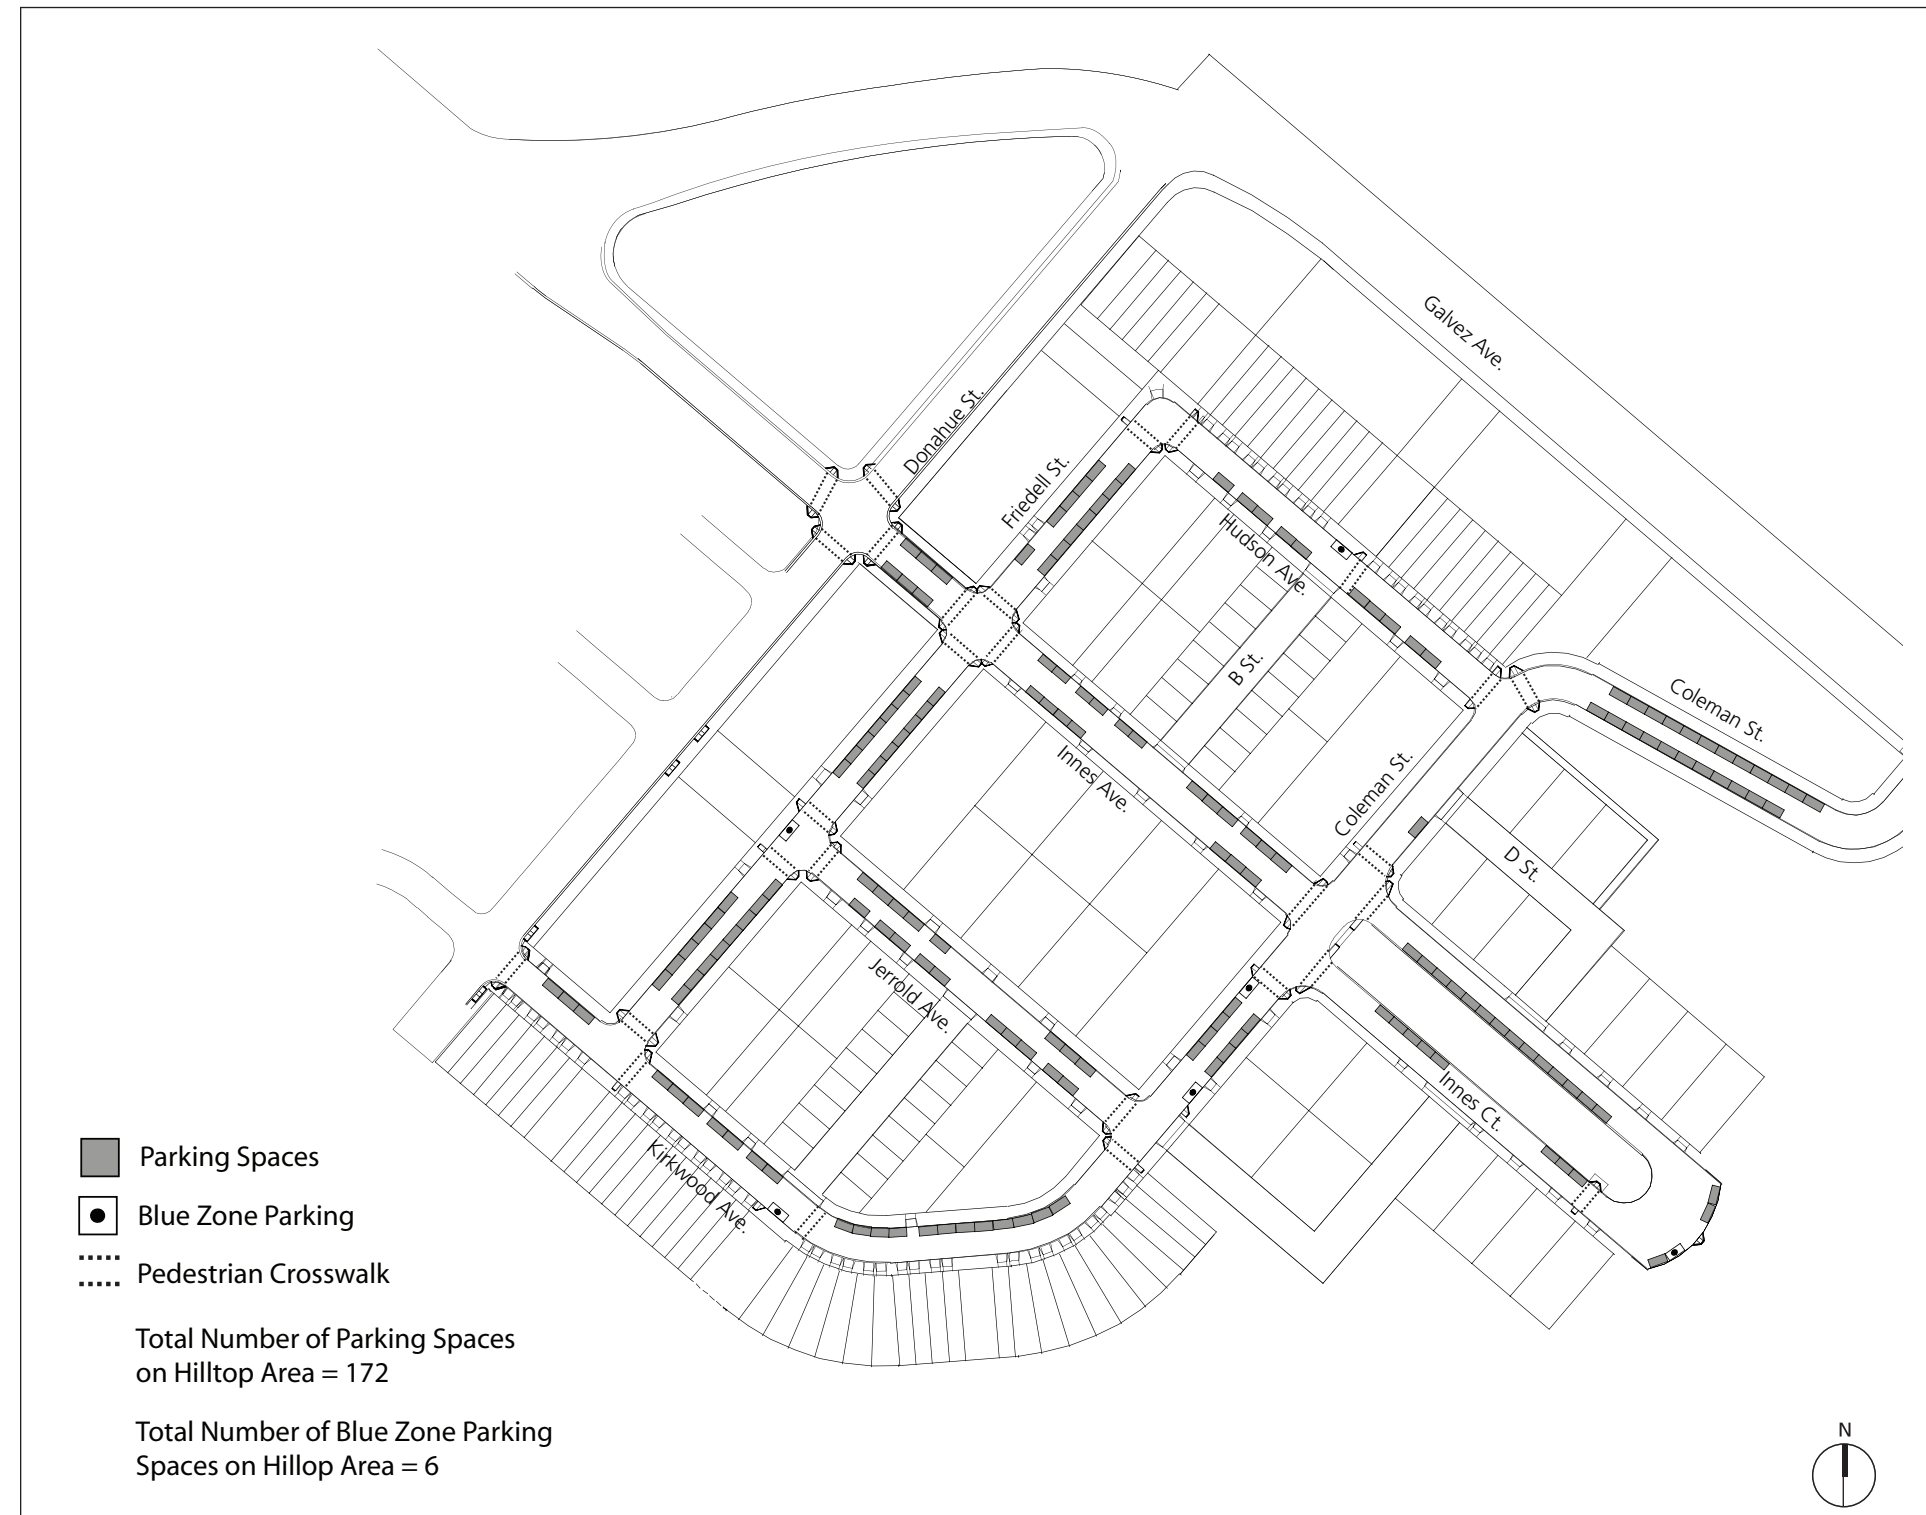 Galvez Ave.
Donahue St.
Friedell St.
Hudson Ave.
B St.
Coleman St.
Innes Ave.
Coleman St.
D St.
Jerrold Ave.
Innes Ct.
Kirkwood Ave.
Parking Spaces
Blue Zone Parking
Pedestrian Crosswalk
Total Number of Parking Spaces
on Hilltop Area = 172
Total Number of Blue Zone Parking
Spaces on Hillop Area = 6
N